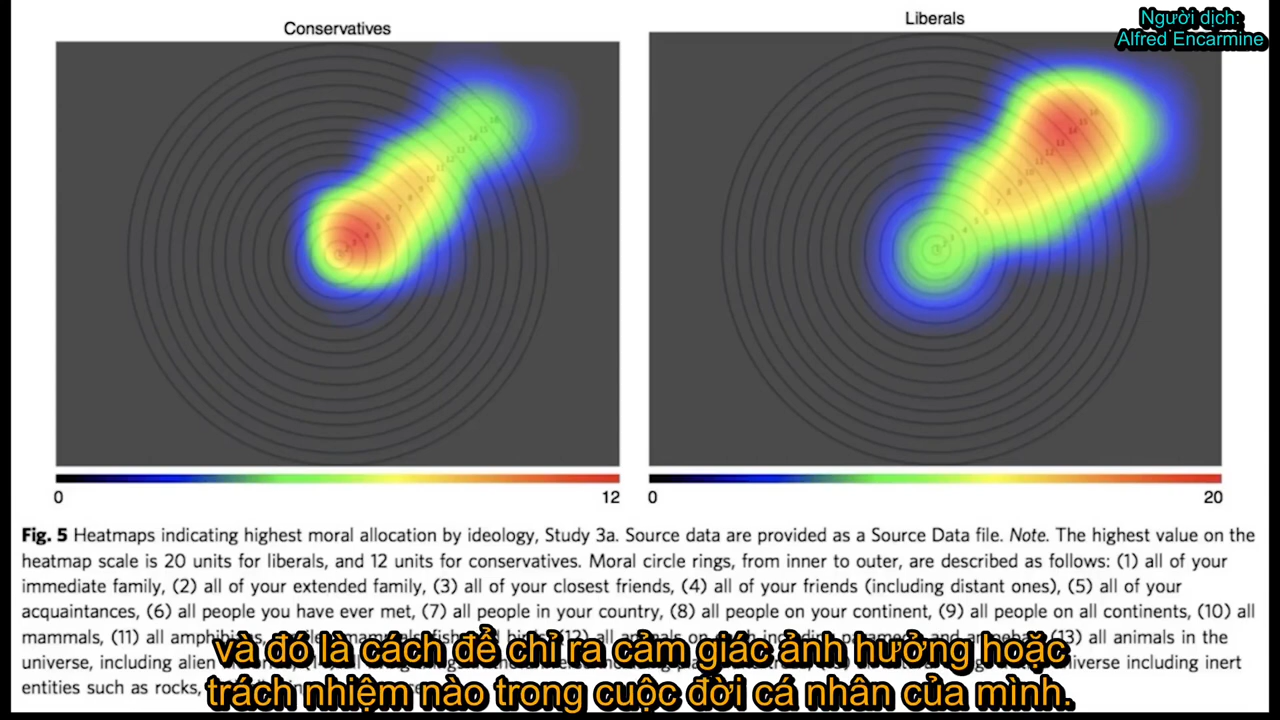 Conservatives
Liberals
Người dịch:
Alfred Encarmine
0
12
0
20
Fig. 5 Heatmaps indicating highest moral allocation by ideology, Study 3a. Source data are provided as a Source Data file. Note. The highest value on the
heatmap scale is 20 units for liberals, and 12 units for conservatives. Moral circle rings, from inner to outer, are described as follows: (1) all of your
immediate family, (2) all of your extended family, (3) all of your closest friends, (4) all of your friends (including distant ones), (5) all of your
acquaintances, (6) all people you have ever met, (7) all people in your country, (8) all people on your continent, (9) all people on all continents, (10) all
mammals, (11) all (13) all animals in the
universe, including alien including inert
entities such as rocks,
và đó là cách để chỉ ra cảm giác ảnh hưởng hoặc
trách nhiệm nào trong cuộc đời cá nhân của mình.